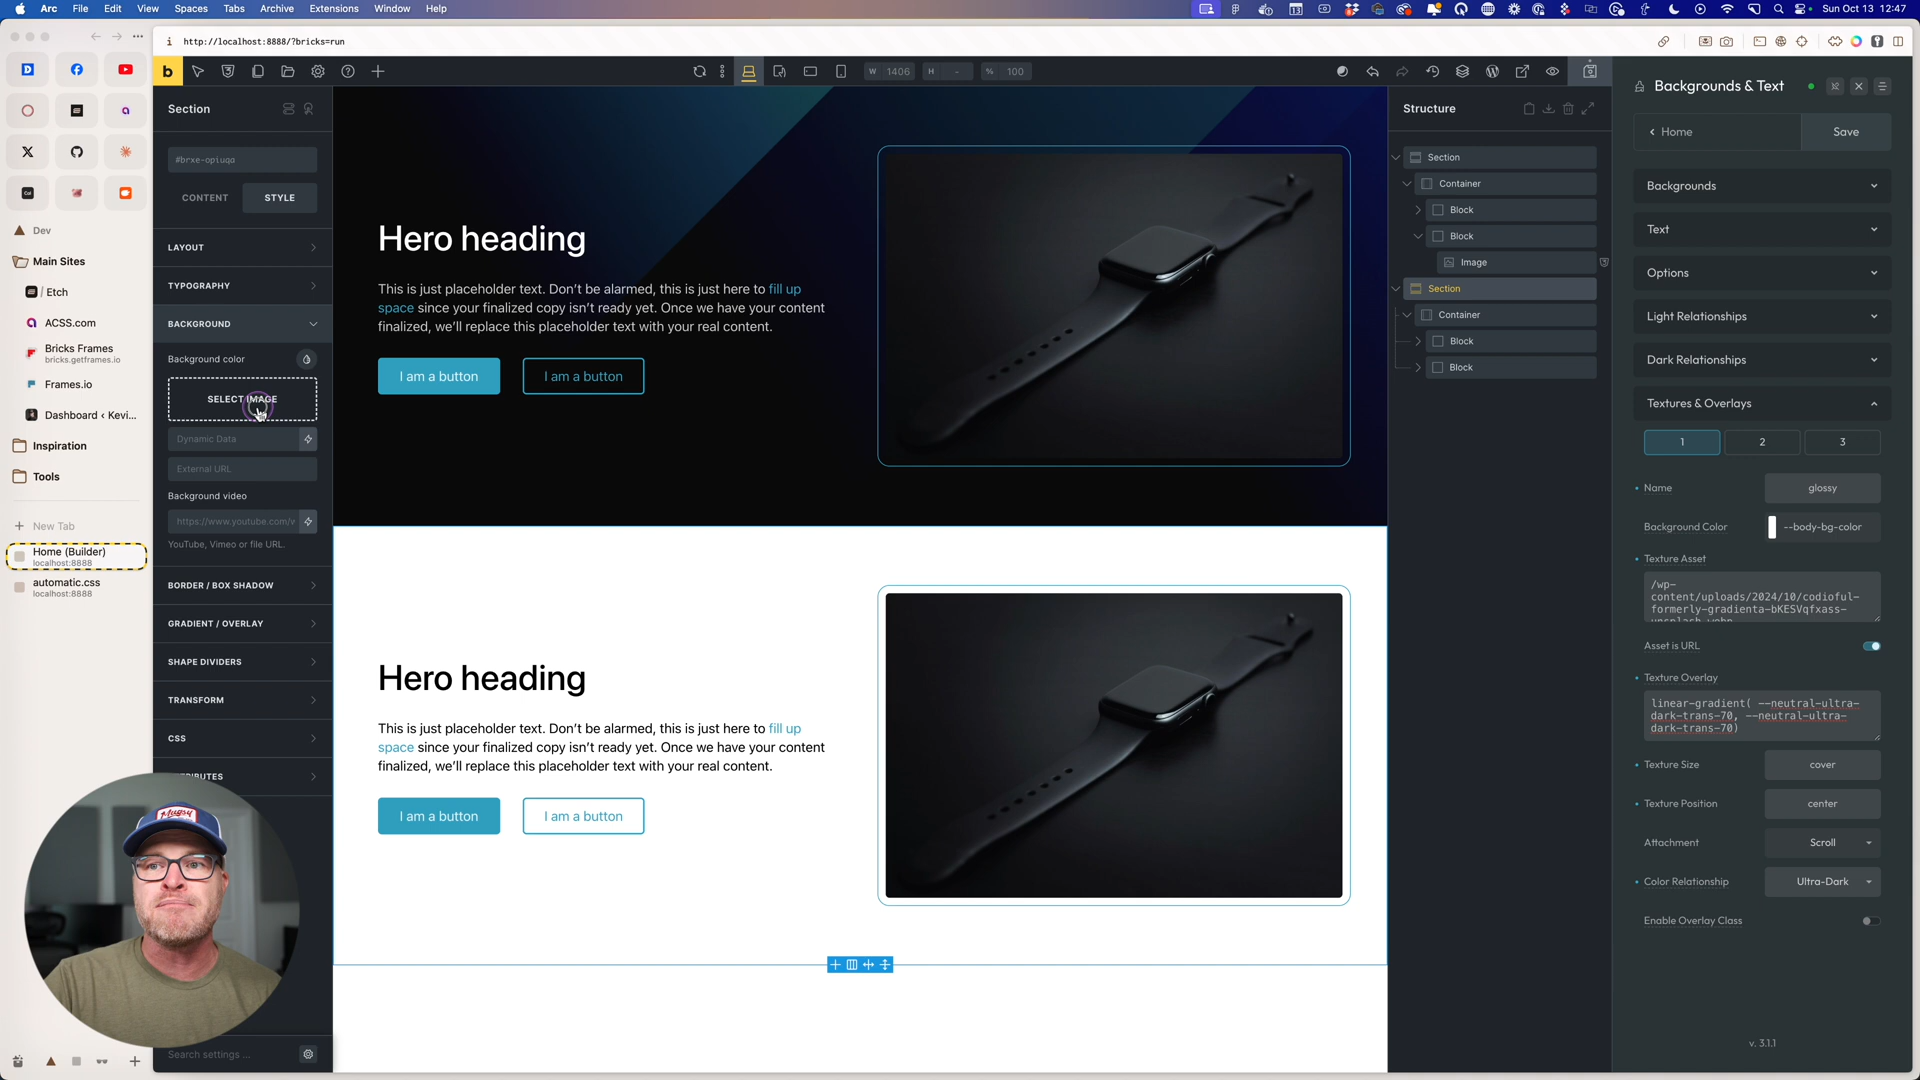 Arc File Edit View Spaces Tabs Archive Extensions Window Help
Sun Oct 13 12:47
http://localhost:8888/?bricks=run
Dev
Main Sites
/ Etch
ACSS.com
Bricks Frames
bricks.getframes.io
Frames.io
Dashboard ‹ Kevi...
Inspiration
Tools
New Tab
Home (Builder)
localhost:8888
automatic.css
localhost:8888
b
W 1406 H - % 100
Section
#brxe-opiuqa
CONTENT STYLE
LAYOUT
TYPOGRAPHY
BACKGROUND
Background color
SELECT IMAGE
Dynamic Data
External URL
Background video
https://www.youtube.com/v
YouTube, Vimeo or file URL.
BORDER / BOX SHADOW
GRADIENT / OVERLAY
SHAPE DIVIDERS
TRANSFORM
CSS
Search settings ...
Hero heading
This is just placeholder text. Don't be alarmed, this is just here to fill up
space since your finalized copy isn't ready yet. Once we have your content
finalized, we'll replace this placeholder text with your real content.
I am a button I am a button
Hero heading
This is just placeholder text. Don't be alarmed, this is just here to fill up
space since your finalized copy isn't ready yet. Once we have your content
finalized, we'll replace this placeholder text with your real content.
I am a button I am a button
Structure
Section
Container
Block
Block
Image
Section
Container
Block
Block
Backgrounds & Text
Home Save
Backgrounds
Text
Options
Light Relationships
Dark Relationships
Textures & Overlays
1 2 3
Name glossy
Background Color --body-bg-color
Texture Asset
/wp-
content/uploads/2024/10/codioful-
formerly-gradienta-bKESVqfxass-
Asset is URL
Texture Overlay
linear-gradient( --neutral-ultra-
dark-trans-70, --neutral-ultra-
dark-trans-70)
Texture Size cover
Texture Position center
Attachment Scroll
Color Relationship Ultra-Dark
Enable Overlay Class
v. 3.1.1